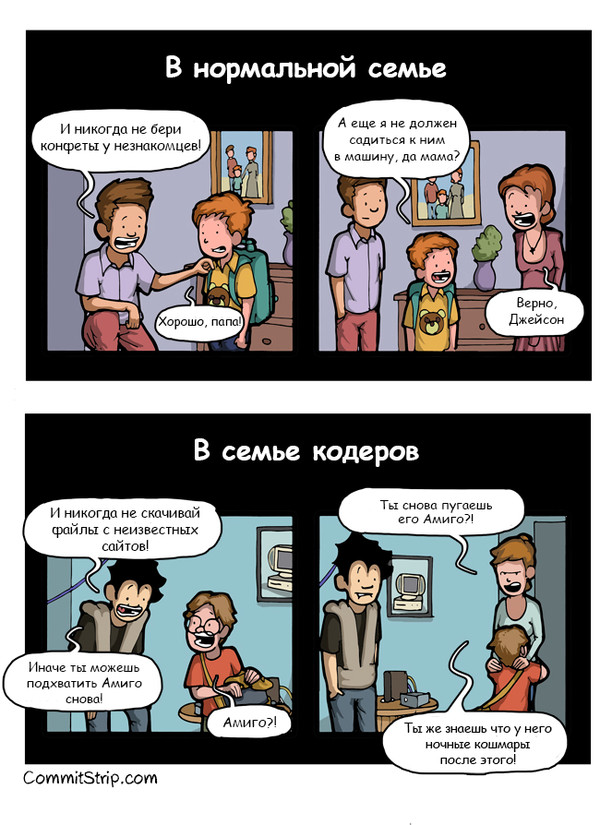 В нормальной семье
И никогда не бери
конфеты у незнакомцев!
Хорошо, папа!
А еще я не должен
садиться к ним
в машину, да мама?
Верно,
Джейсон
В семье кодеров
И никогда не скачивай
файлы с неизвестных
сайтов!
Иначе ты можешь
подхватить Амиго
снова!
Амиго?!
Ты снова пугаешь
его Амиго?!
Ты же знаешь что у него
ночные кошмары
после этого!
CommitStrip.com